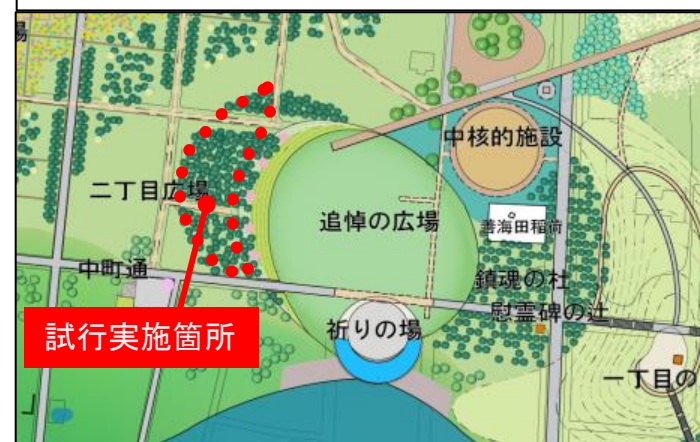 場
中核的施設
二丁目広場
追悼の広場
善海田稲荷
中町通
鎮魂の杜
慰霊碑の辻
祈りの場
試行実施箇所
一丁目の